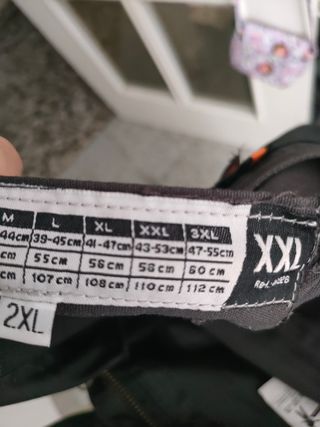 M L XL XXL 3XL
44cm 39-45cm 41-47cm 43-53cm 47-55cm
cm 55cm 56cm 58cm 60cm
cm 107cm 108cm 110cm 112cm
XXL
2XL